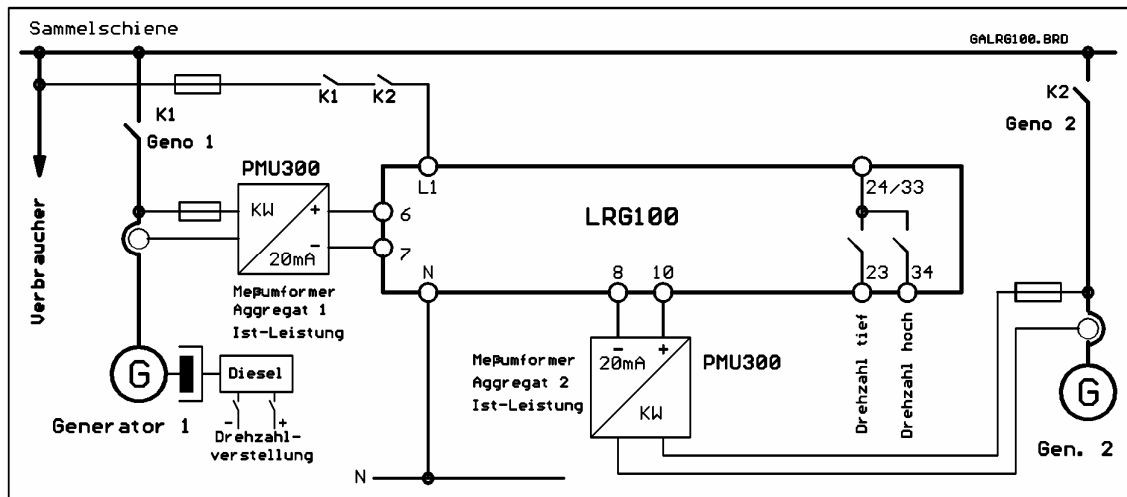 Sammelschiene
GALRG100.BRD
K1
K2
K1
Geno 1
K2
Geno 2
Verbraucher
PMU300
KW
+
-
20mA
L1
6
7
N
LRG100
24/33
23
34
8
10
Meβumformer
Aggregat 1
Ist-Leistung
G
Diesel
Generator 1
- +
Drehzahl-
verstellung
Meβumformer
Aggregat 2
Ist-Leistung
- +
20mA
KW
PMU300
Drehzahl tief
Drehzahl hoch
G
Gen. 2
N